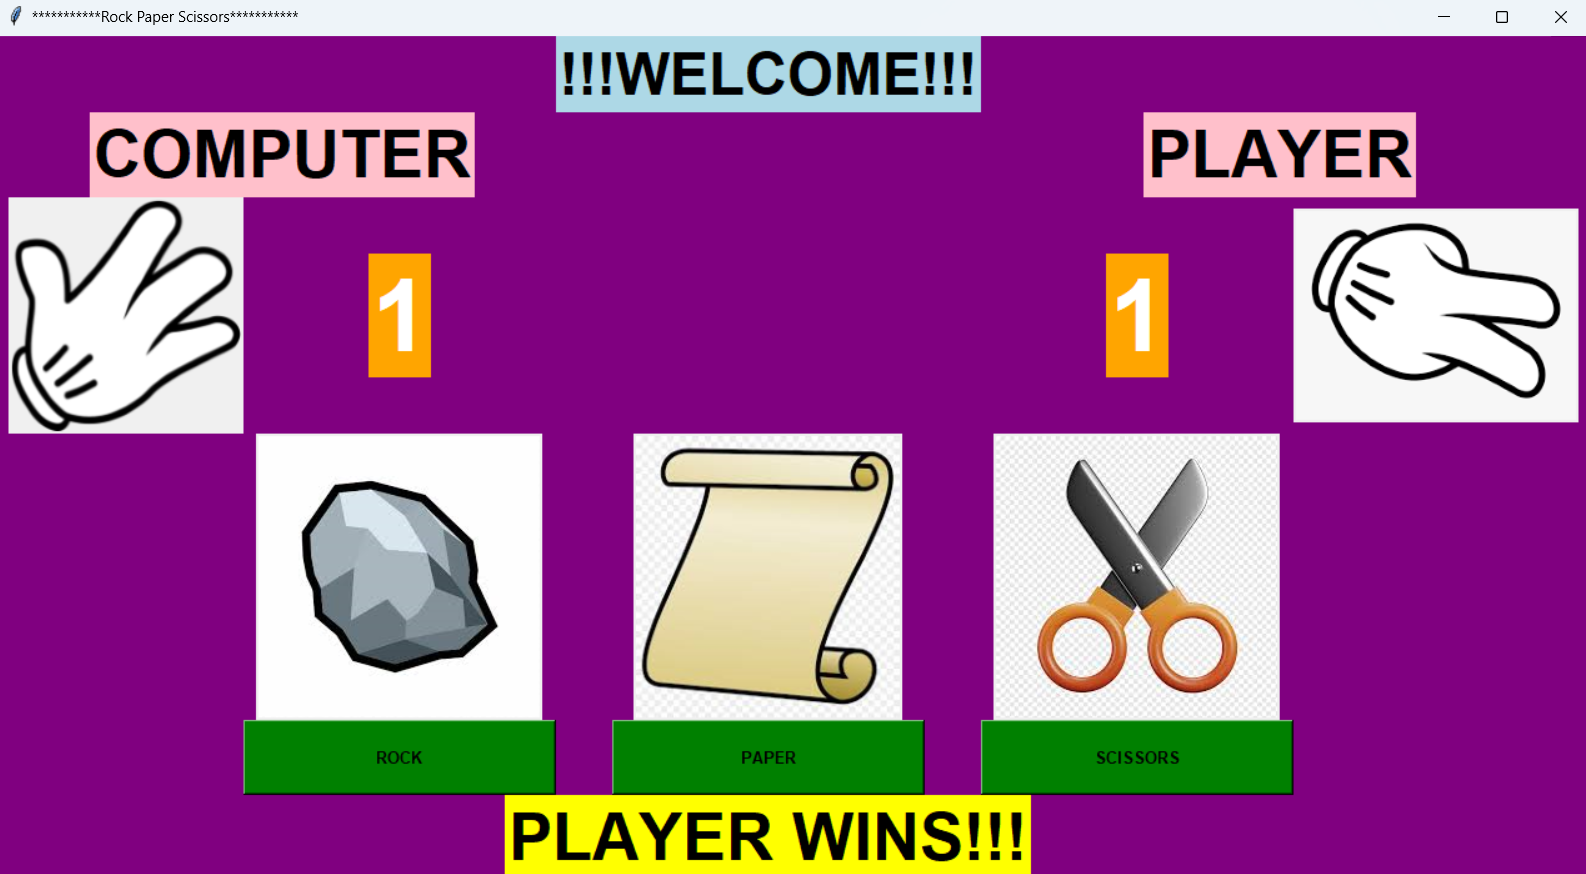 ***********Rock Paper Scissors***********
!!!WELCOME!!!
COMPUTER
PLAYER
1
1
ROCK
PAPER
SCISSORS
PLAYER WINS!!!